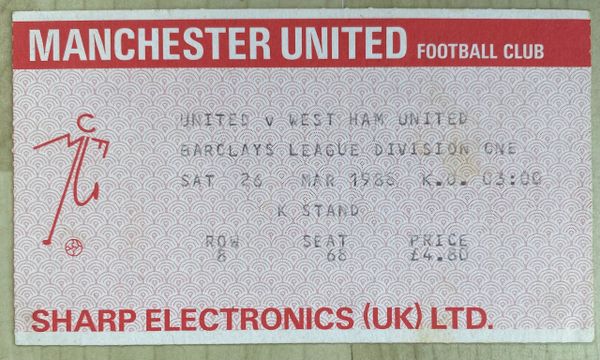 MANCHESTER UNITED FOOTBALL CLUB
UNITED V WEST HAM UNITED
BARCLAYS LEAGUE DIVISION ONE
SAT 26 MAR 1988 K.O. 03:00
K STAND
ROW SEAT PRICE
8 68 £4.80
SHARP ELECTRONICS (UK) LTD.